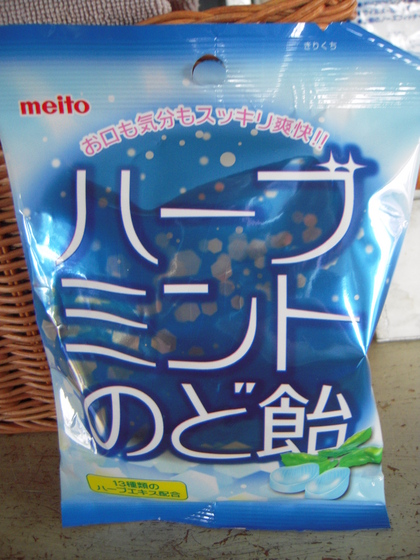 きりくち
meito
お口も気分もスッキリ爽快!!
ハーブ
ミント
のど飴
13種類の
ハーブエキス配合